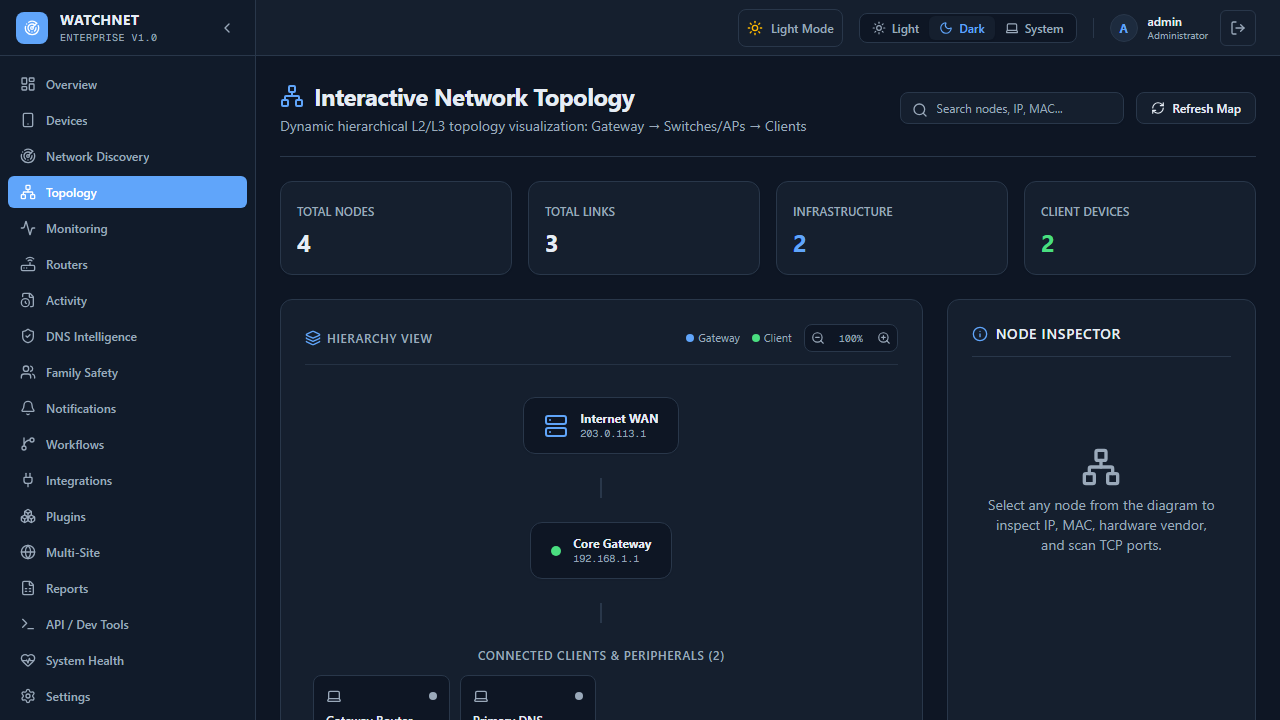 WATCHNET
ENTERPRISE V1.0
Light Mode
Light
Dark
System
A
admin
Administrator
Overview
Devices
Network Discovery
Topology
Monitoring
Routers
Activity
DNS Intelligence
Family Safety
Notifications
Workflows
Integrations
Plugins
Multi-Site
Reports
API / Dev Tools
System Health
Settings
Interactive Network Topology
Dynamic hierarchical L2/L3 topology visualization: Gateway → Switches/APs → Clients
Search nodes, IP, MAC...
Refresh Map
TOTAL NODES
4
TOTAL LINKS
3
INFRASTRUCTURE
2
CLIENT DEVICES
2
HIERARCHY VIEW
Gateway
Client
100%
Internet WAN
203.0.113.1
Core Gateway
192.168.1.1
CONNECTED CLIENTS & PERIPHERALS (2)
Gateway Router
Primary DNS
NODE INSPECTOR
Select any node from the diagram to
inspect IP, MAC, hardware vendor,
and scan TCP ports.